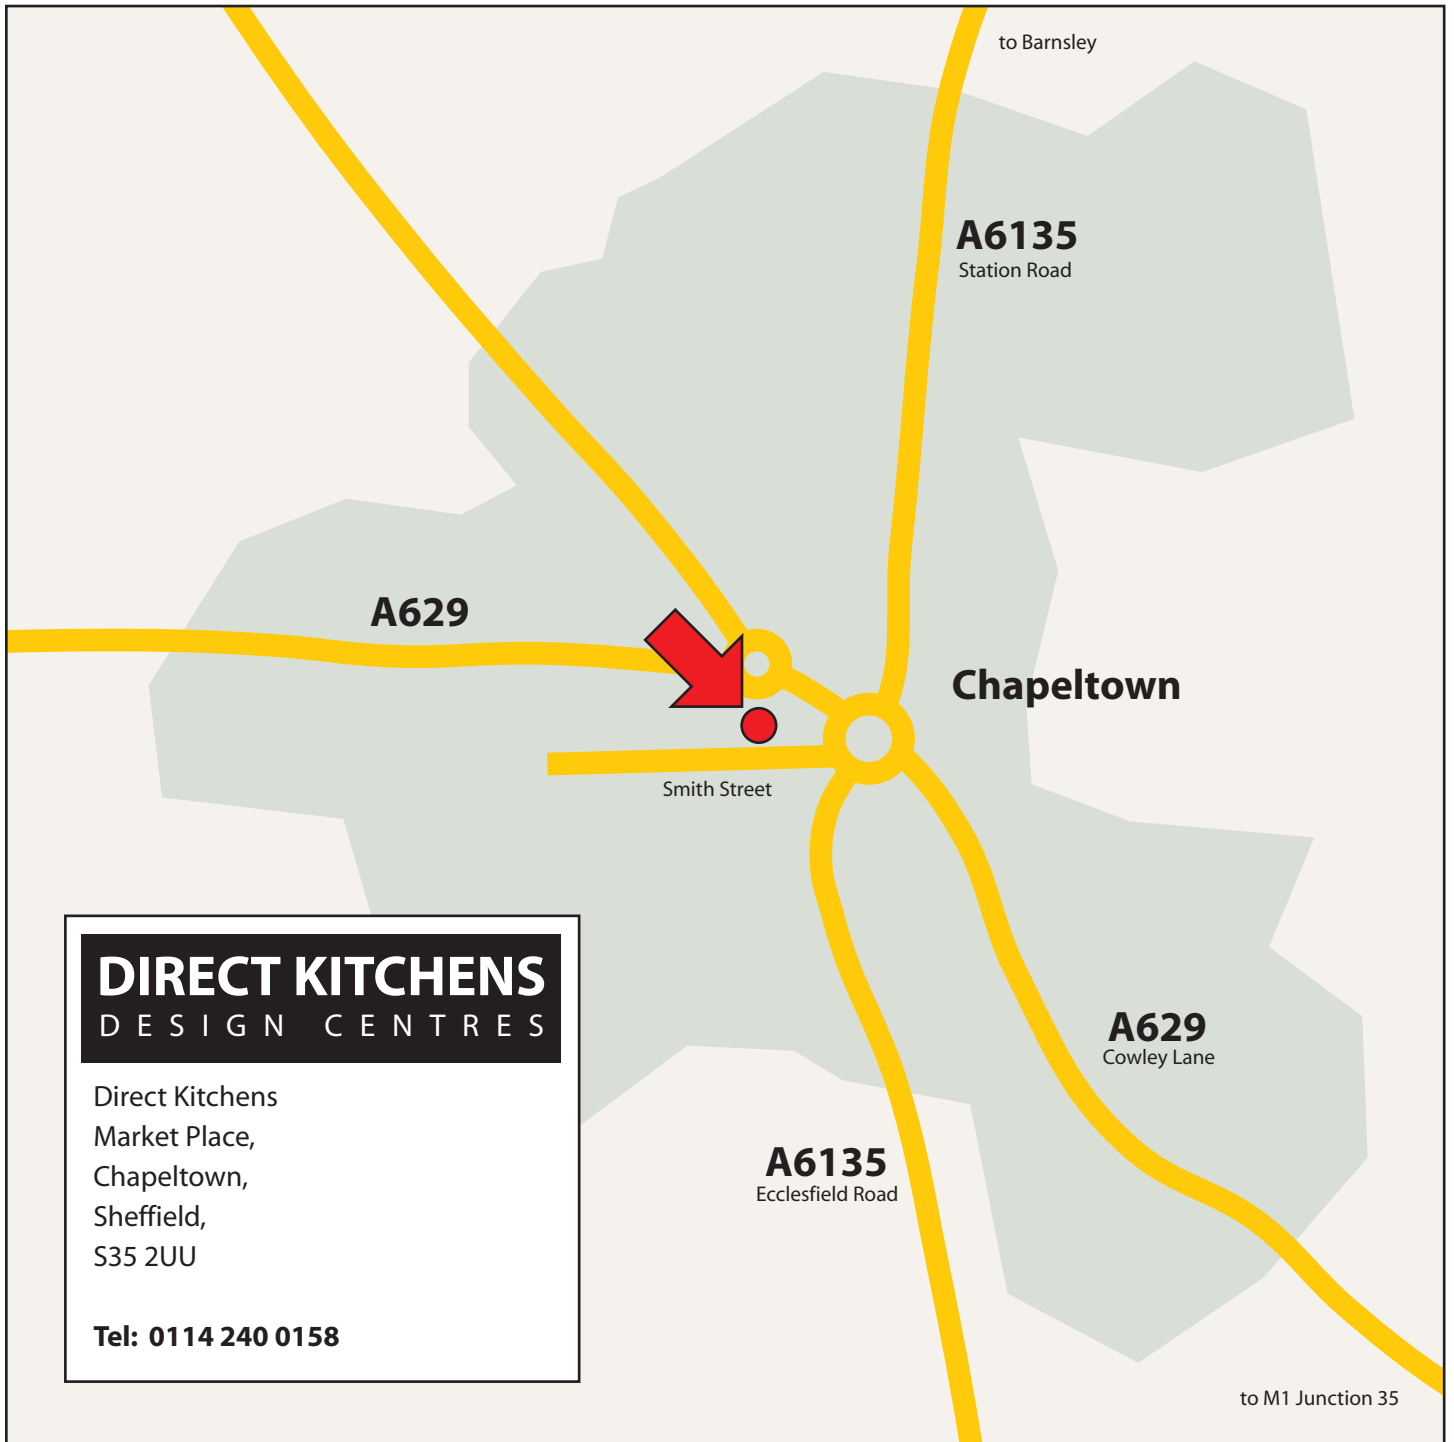 to Barnsley
A6135
Station Road
A629
Chapeltown
Smith Street
DIRECT KITCHENS
DESIGN CENTRES
Direct Kitchens
Market Place,
Chapeltown,
Sheffield,
S35 2UU
Tel: 0114 240 0158
A629
Cowley Lane
A6135
Ecclesfield Road
to M1 Junction 35